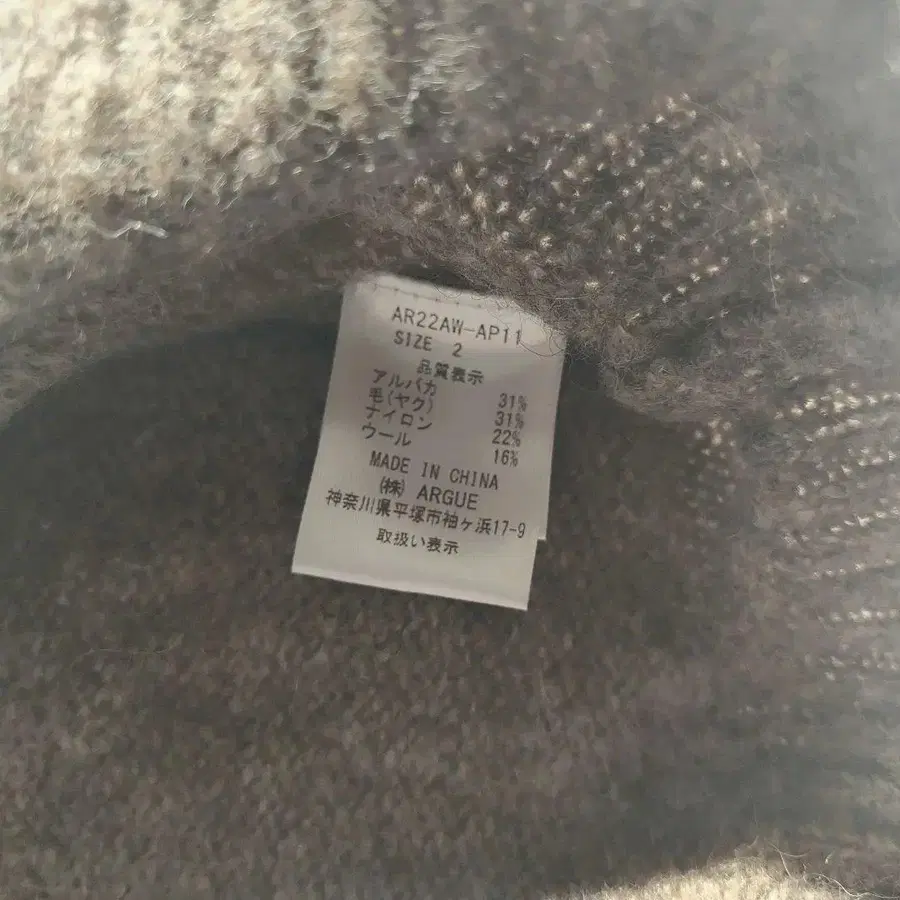 AR22AW-AP11
SIZE 2
品質表示
アルパカ 31%
毛(ヤク) 31%
ナイロン 22%
ウール 16%
MADE IN CHINA
(株) ARGUE
神奈川県平塚市袖ヶ浜17-9
取扱い表示